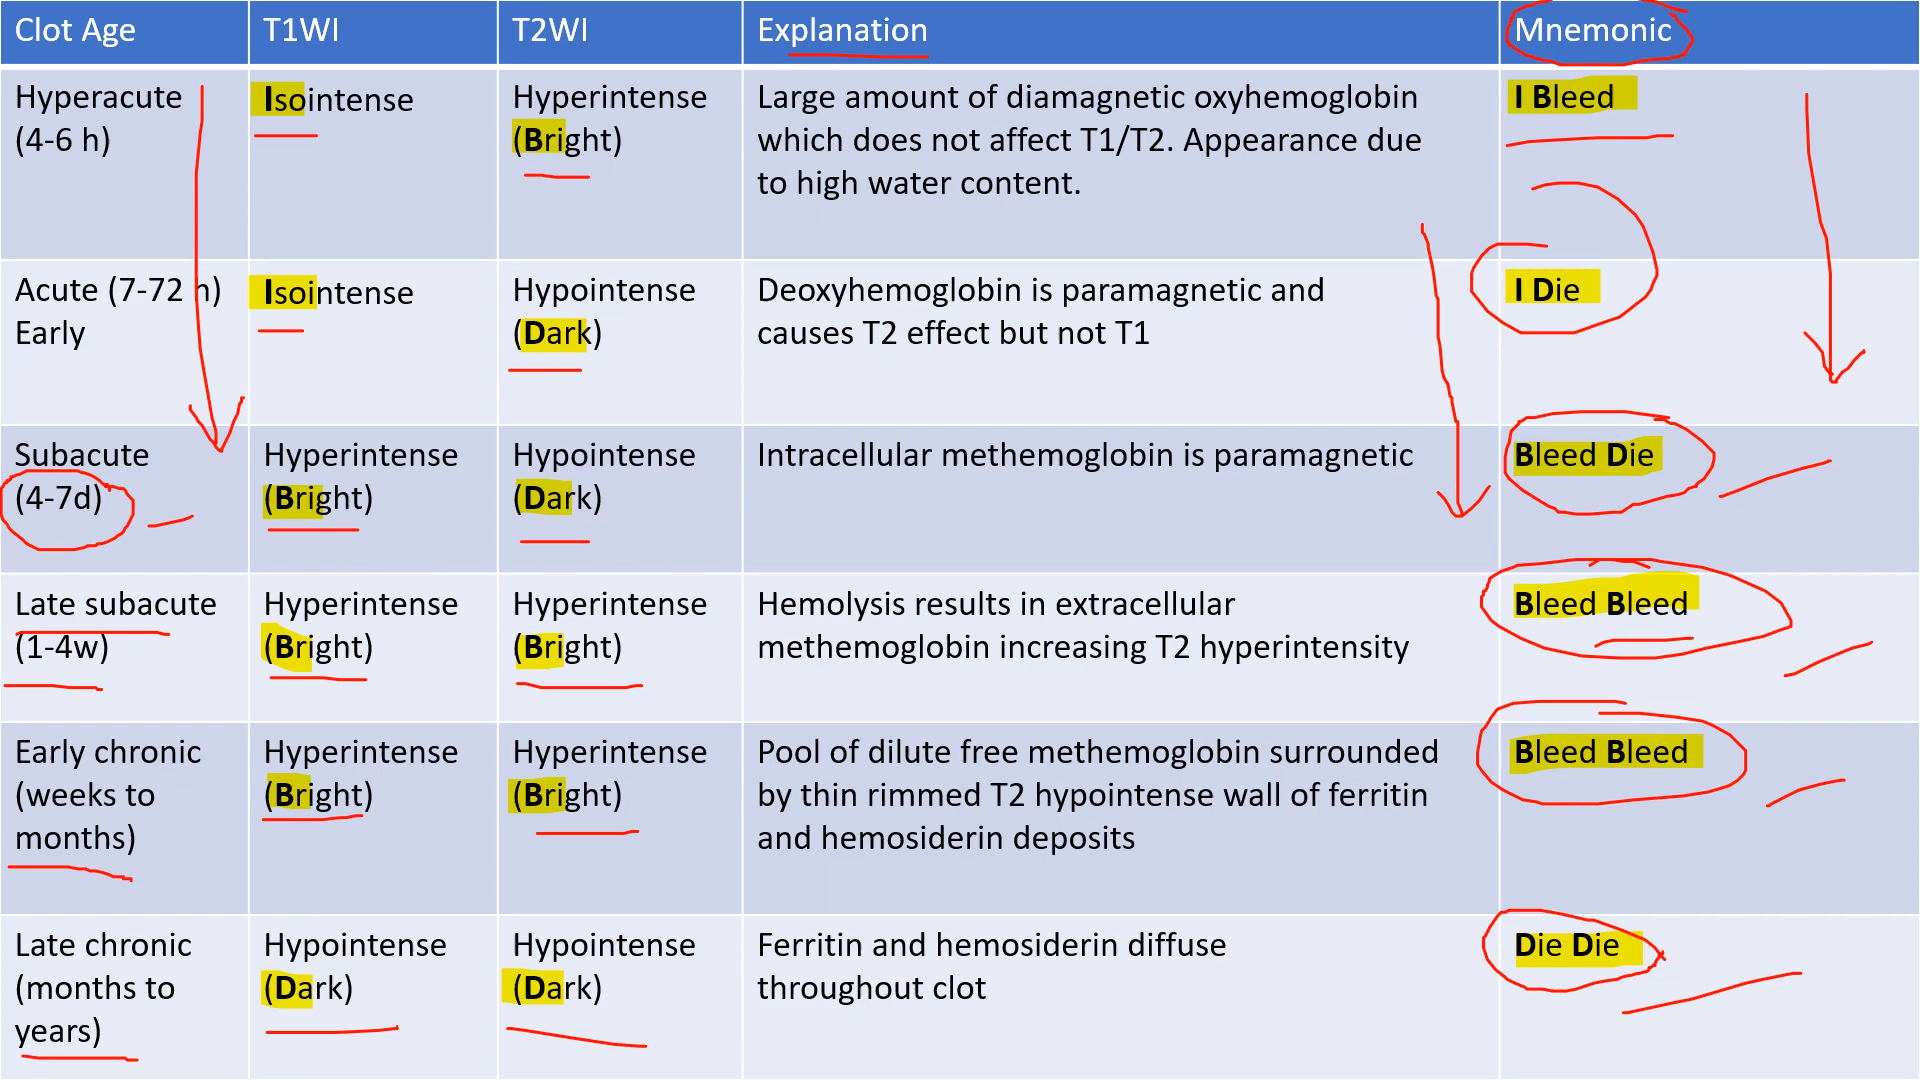 Clot Age T1WI T2WI Explanation Mnemonic
Hyperacute
(4-6 h)
Isointense
Hyperintense
(Bright)
Large amount of diamagnetic oxyhemoglobin
which does not affect T1/T2. Appearance due
to high water content.
I Bleed
Acute (7-72 h)
Early
Isointense
Hypointense
(Dark)
Deoxyhemoglobin is paramagnetic and
causes T2 effect but not T1
I Die
Subacute
(4-7d)
Hyperintense
(Bright)
Hypointense
(Dark)
Intracellular methemoglobin is paramagnetic
Bleed Die
Late subacute
(1-4w)
Hyperintense
(Bright)
Hyperintense
(Bright)
Hemolysis results in extracellular
methemoglobin increasing T2 hyperintensity
Bleed Bleed
Early chronic
(weeks to
months)
Hyperintense
(Bright)
Hyperintense
(Bright)
Pool of dilute free methemoglobin surrounded
by thin rimmed T2 hypointense wall of ferritin
and hemosiderin deposits
Bleed Bleed
Late chronic
(months to
years)
Hypointense
(Dark)
Hypointense
(Dark)
Ferritin and hemosiderin diffuse
throughout clot
Die Die